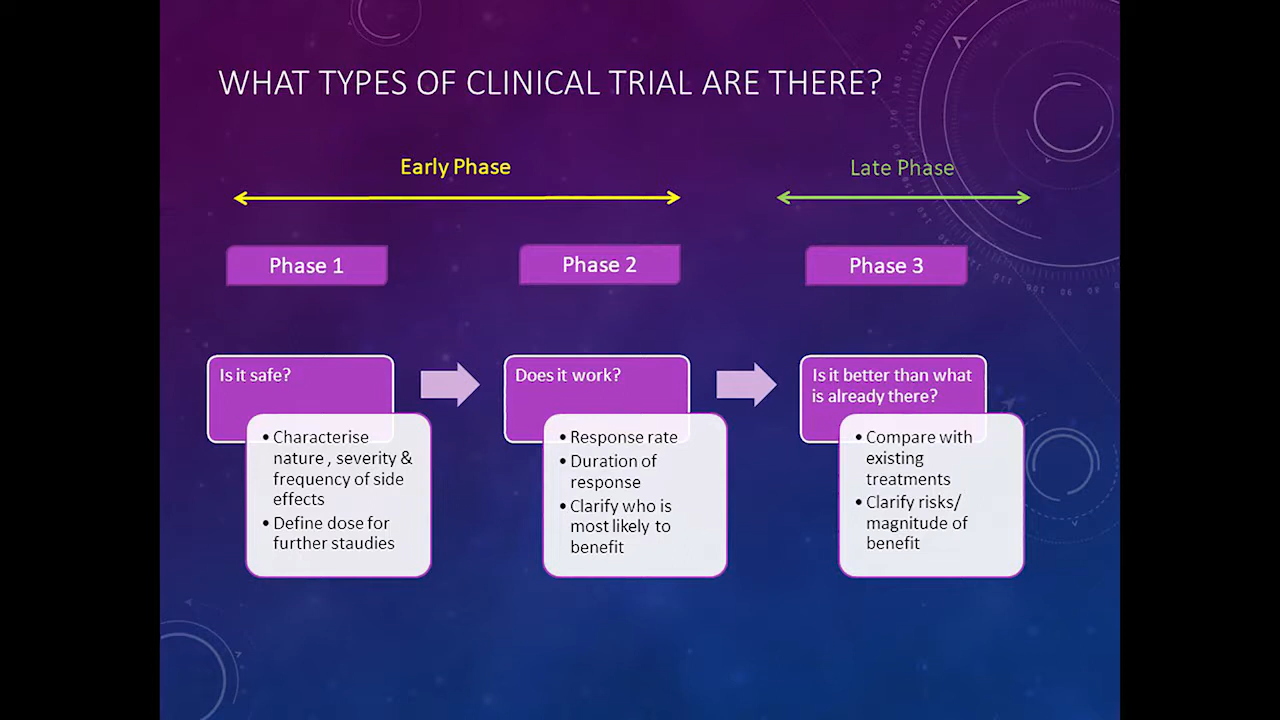 WHAT TYPES OF CLINICAL TRIAL ARE THERE?
Early Phase
Late Phase
Phase 1
Phase 2
Phase 3
Is it safe?
• Characterise
nature , severity &
frequency of side
effects
• Define dose for
further staudies
Does it work?
• Response rate
• Duration of
response
• Clarify who is
most likely to
benefit
Is it better than what
is already there?
• Compare with
existing
treatments
• Clarify risks/
magnitude of
benefit